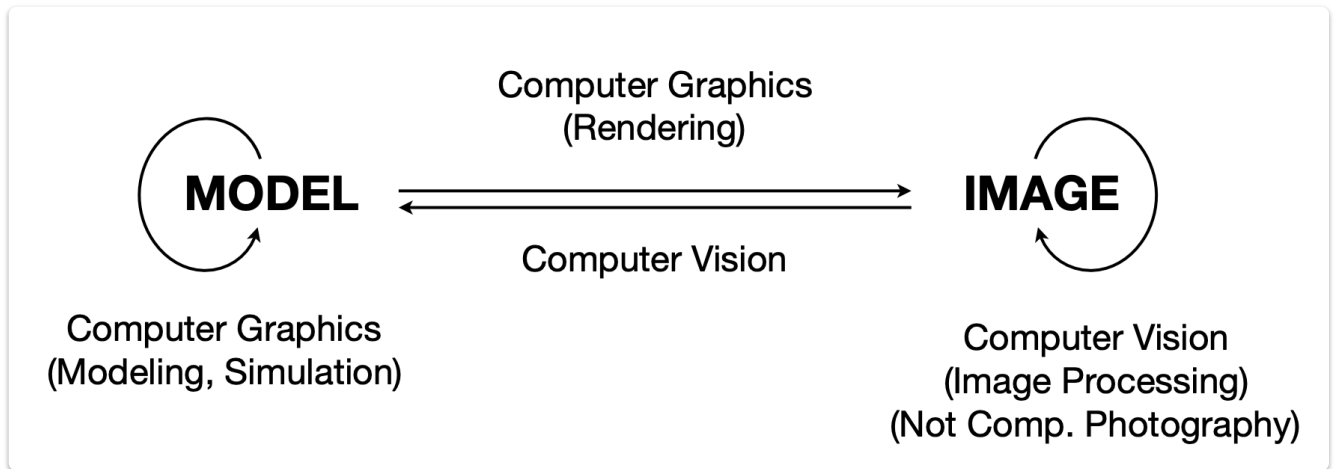 Computer Graphics
(Rendering)
MODEL
IMAGE
Computer Vision
Computer Graphics
(Modeling, Simulation)
Computer Vision
(Image Processing)
(Not Comp. Photography)